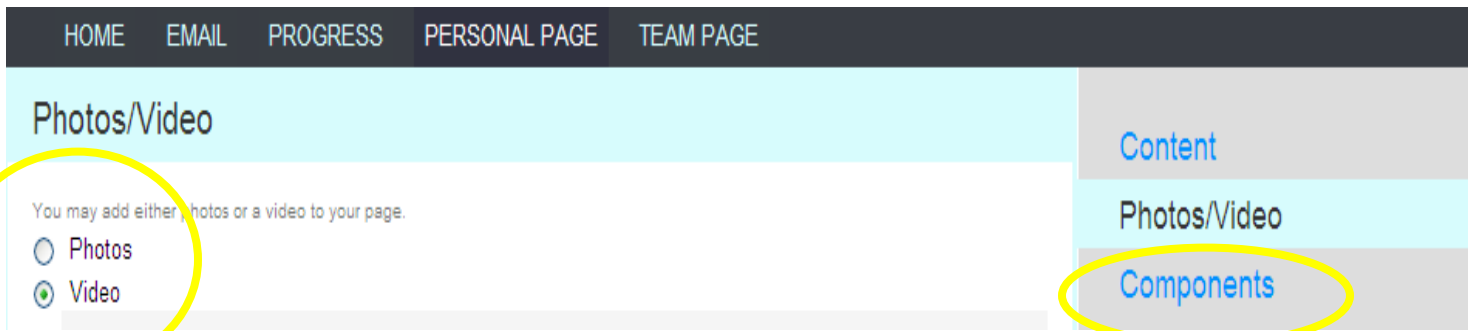 HOME EMAIL PROGRESS PERSONAL PAGE TEAM PAGE
Photos/Video
You may add either photos or a video to your page.
Photos
Video
Content
Photos/Video
Components